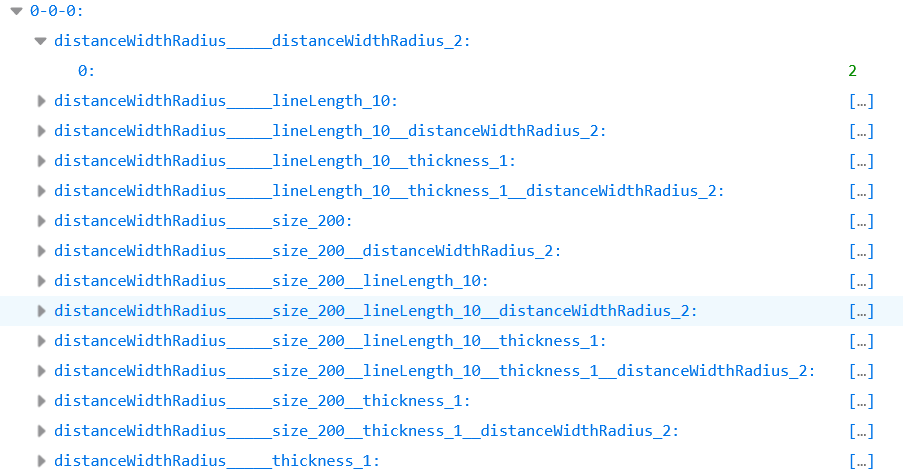 0-0-0:
distanceWidthRadius_____distanceWidthRadius_2:
0: 2
distanceWidthRadius_____lineLength_10: […]
distanceWidthRadius_____lineLength_10__distanceWidthRadius_2: […]
distanceWidthRadius_____lineLength_10__thickness_1: […]
distanceWidthRadius_____lineLength_10__thickness_1__distanceWidthRadius_2: […]
distanceWidthRadius_____size_200: […]
distanceWidthRadius_____size_200__distanceWidthRadius_2: […]
distanceWidthRadius_____size_200__lineLength_10: […]
distanceWidthRadius_____size_200__lineLength_10__distanceWidthRadius_2: […]
distanceWidthRadius_____size_200__lineLength_10__thickness_1: […]
distanceWidthRadius_____size_200__lineLength_10__thickness_1__distanceWidthRadius_2: […]
distanceWidthRadius_____size_200__thickness_1: […]
distanceWidthRadius_____size_200__thickness_1__distanceWidthRadius_2: […]
distanceWidthRadius_____thickness_1: […]